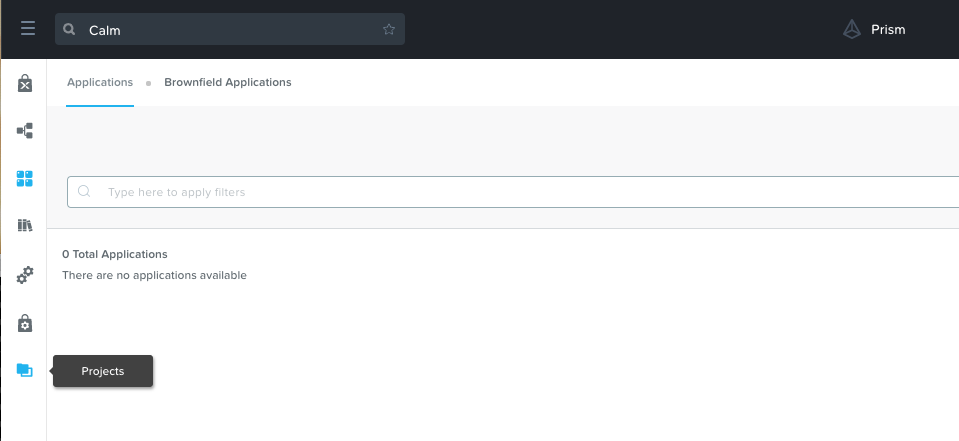 Calm
Prism
Applications
Brownfield Applications
Type here to apply filters
0 Total Applications
There are no applications available
Projects